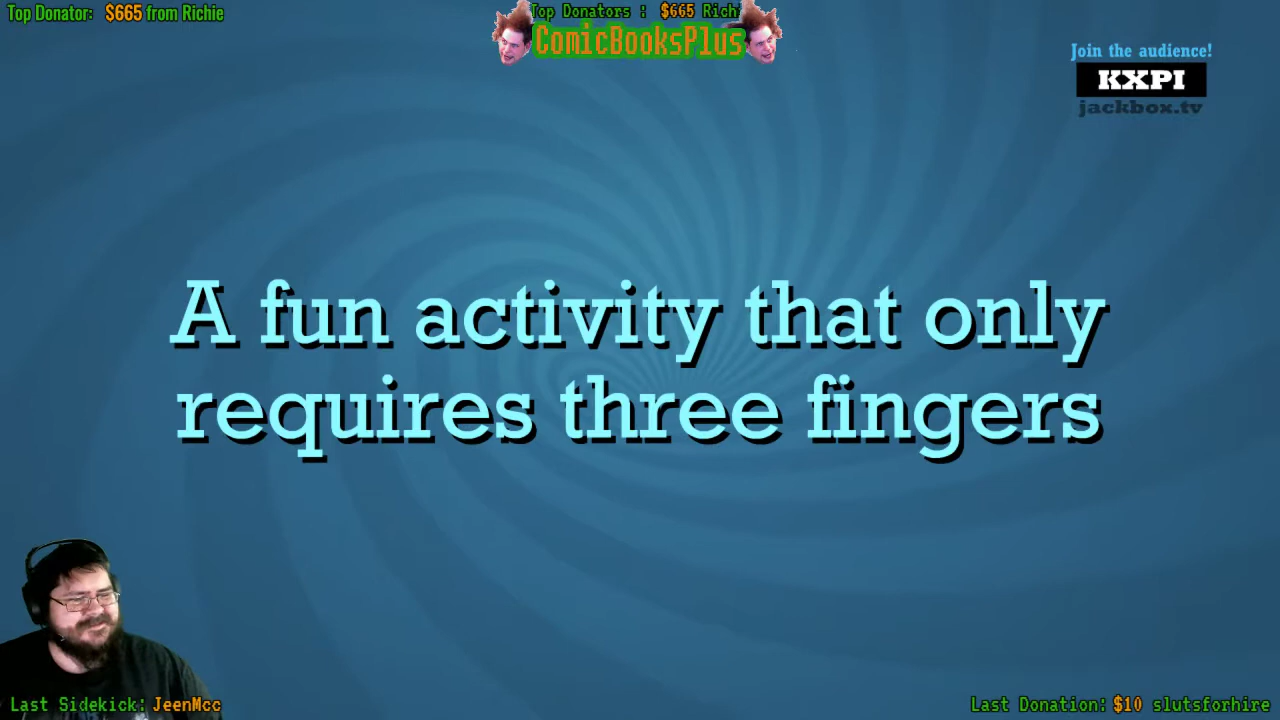 Top Donator: $665 from Richie
Top Donators : $665 Rich
ComicBooksPlus
Join the audience!
KXPI
jackbox.tv
A fun activity that only
requires three fingers
Last Sidekick: JeenMcc
Last Donation: $10 slutsforhire